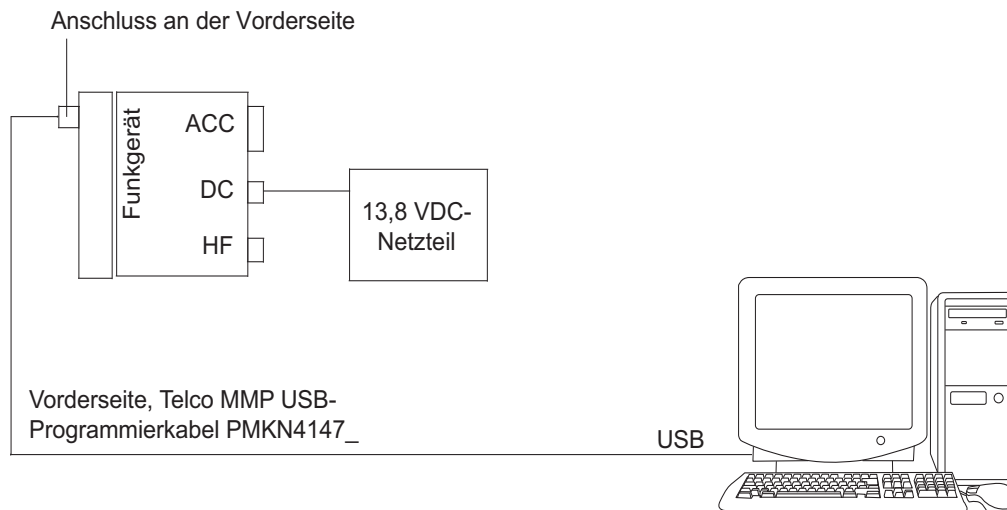 Anschluss an der Vorderseite
Funkgerät
ACC
DC
HF
13,8 VDC-
Netzteil
Vorderseite, Telco MMP USB-
Programmierkabel PMKN4147_
USB